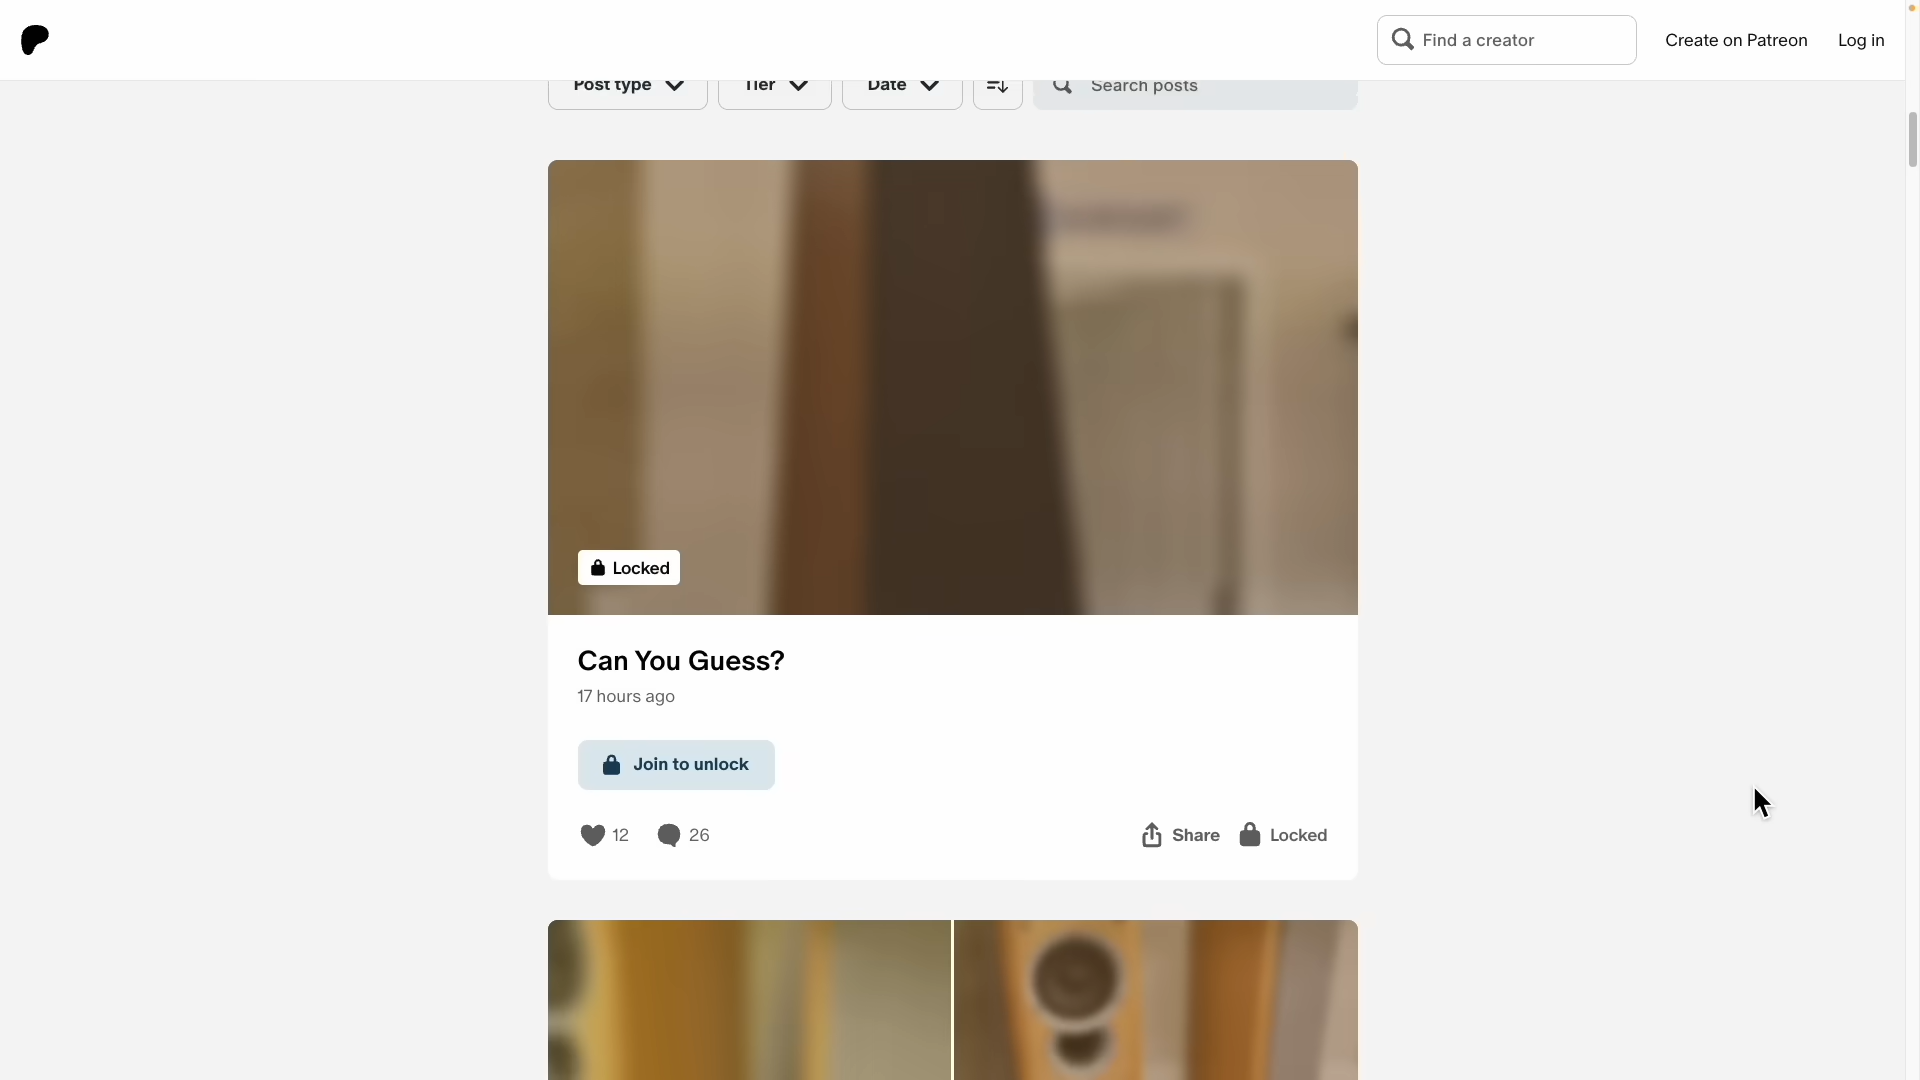 Find a creator
Create on Patreon
Log in
Post type
Tier
Date
Search posts
Locked
Can You Guess?
17 hours ago
Join to unlock
12
26
Share
Locked